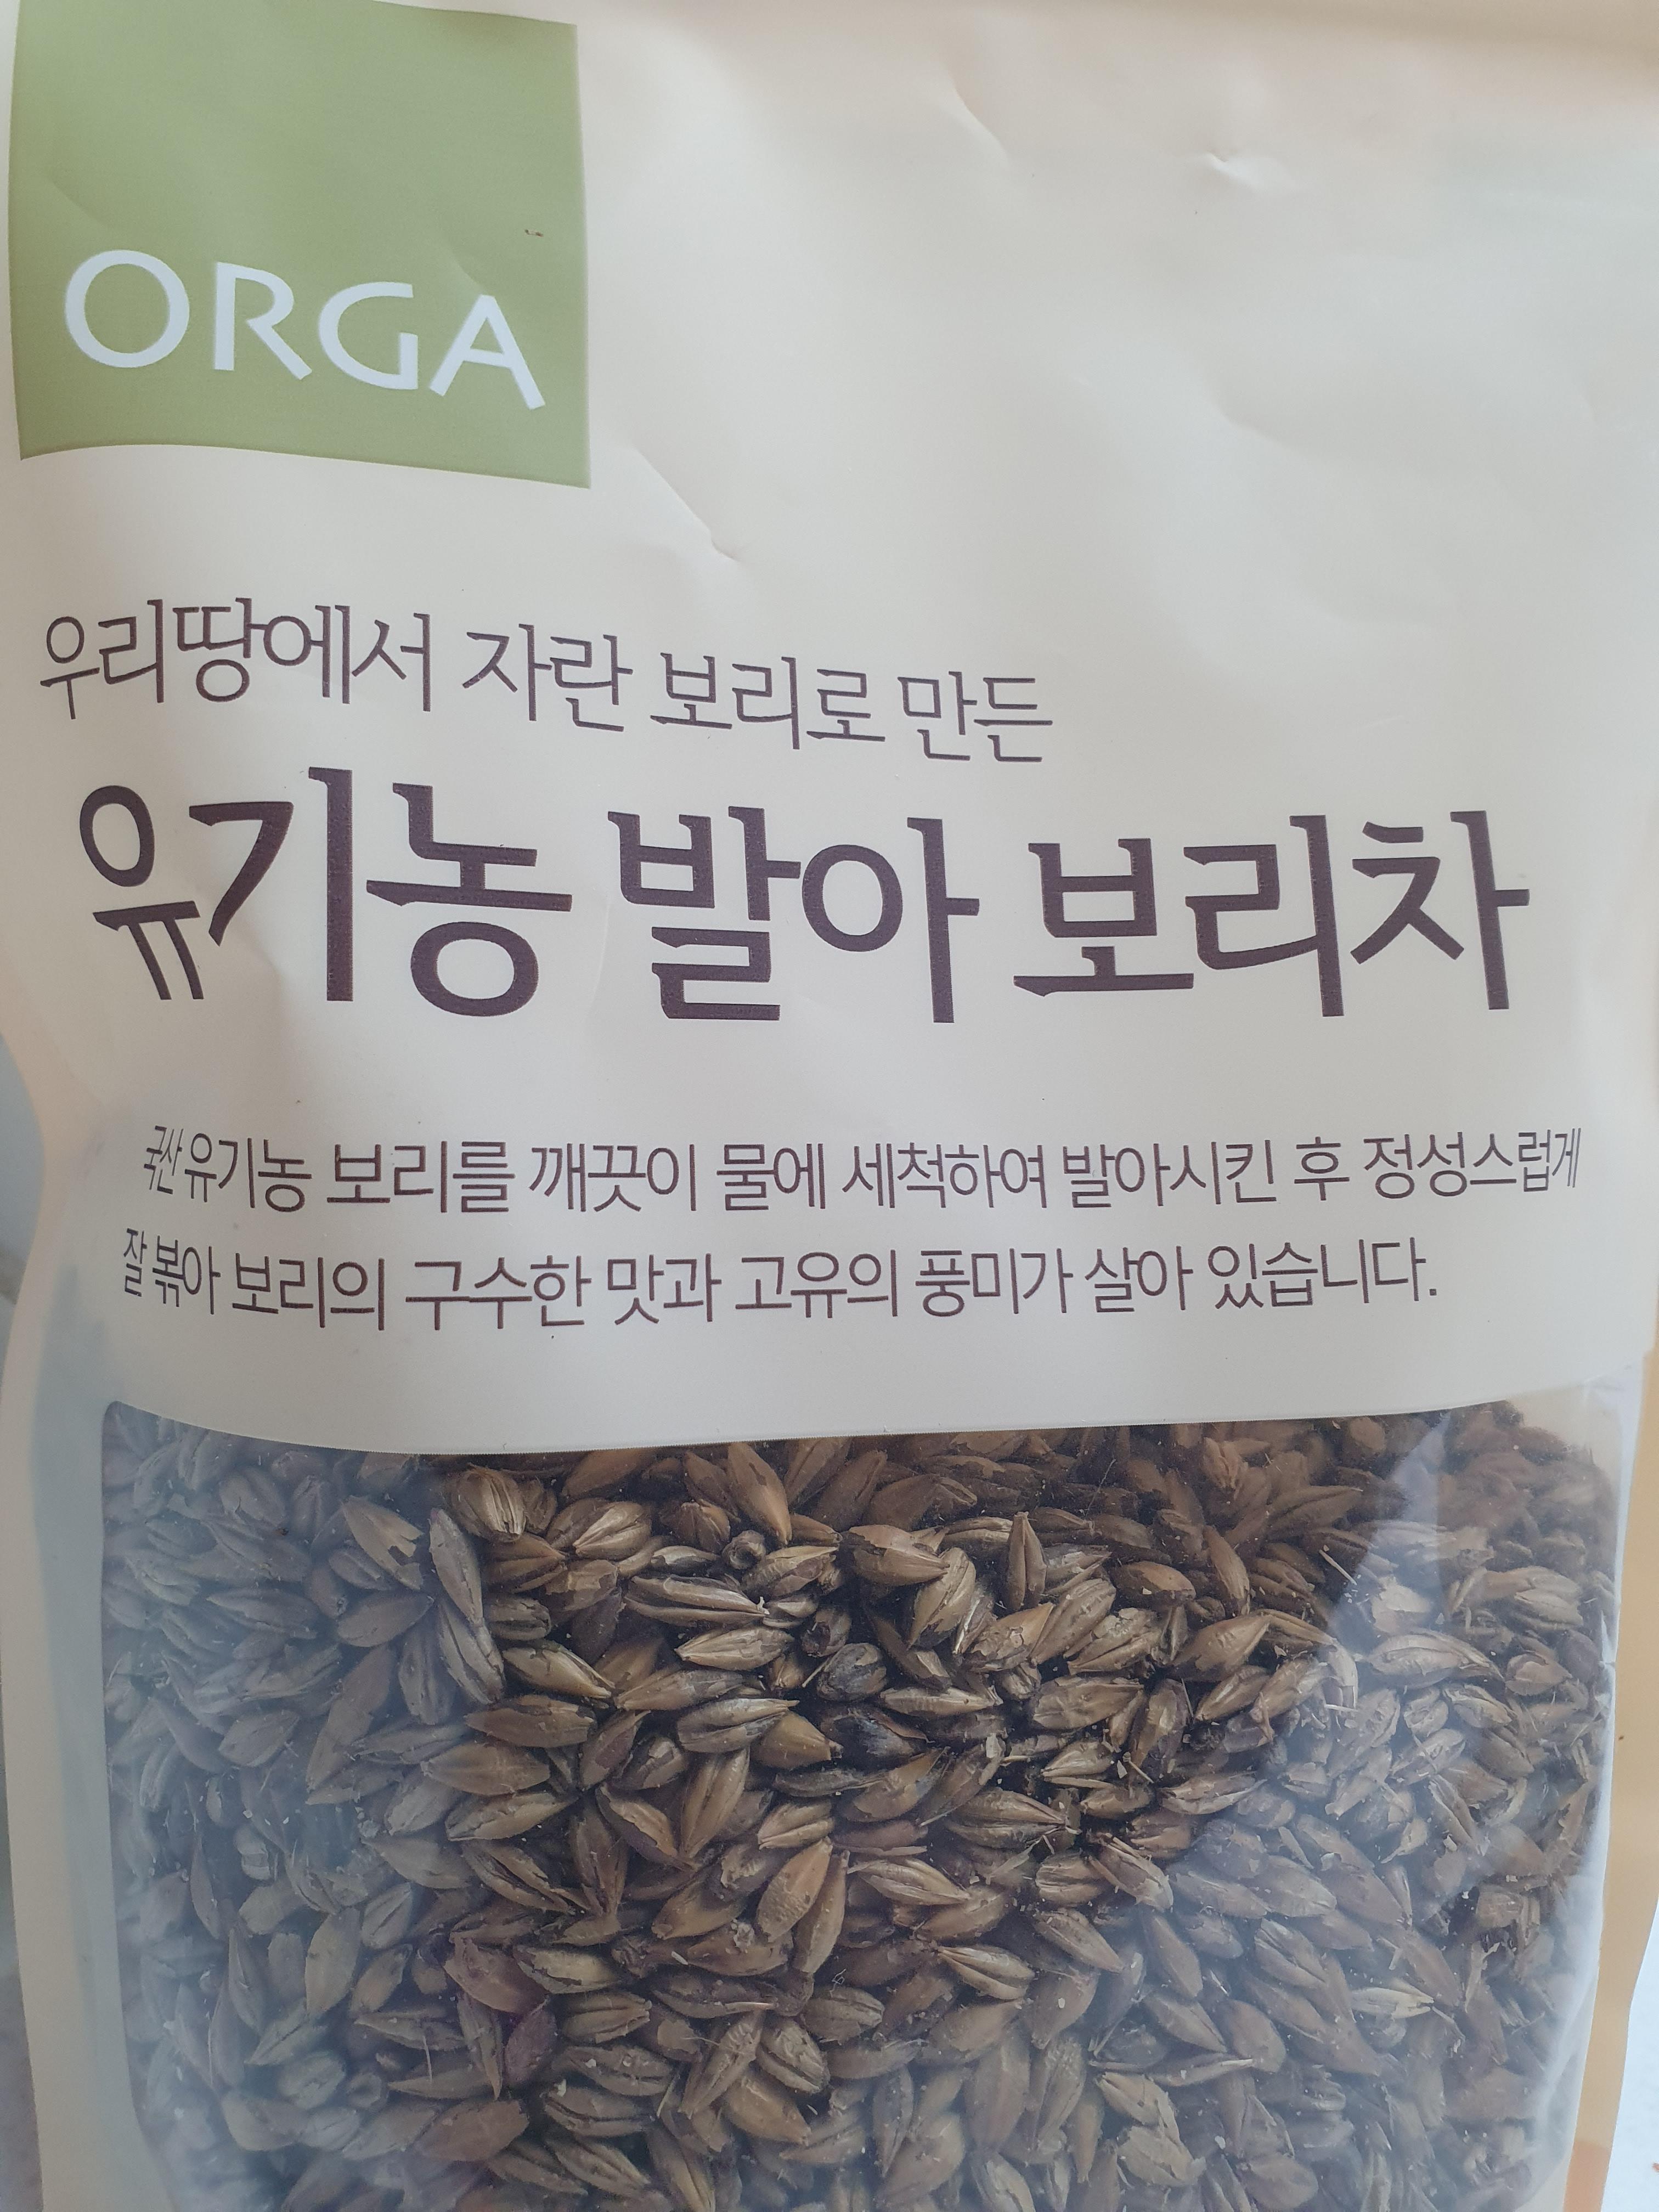 ORGA
우리땅에서 자란 보리로 만든
유기농 발아 보리차
국산 유기농 보리를 깨끗이 물에 세척하여 발아시킨 후 정성스럽게
잘 볶아 보리의 구수한 맛과 고유의 풍미가 살아 있습니다.